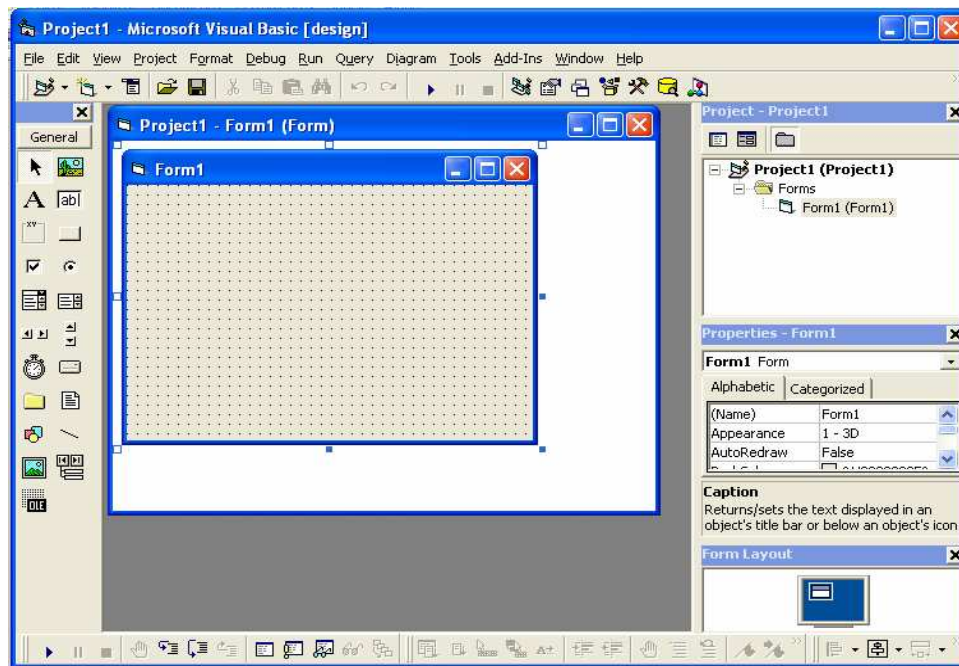 Project1 - Microsoft Visual Basic [design]
File Edit View Project Format Debug Run Query Diagram Tools Add-Ins Window Help
General
A ab|
xv
OLE
Project1 - Form1 (Form)
Form1
Project - Project1
Project1 (Project1)
Forms
Form1 (Form1)
Properties - Form1
Form1 Form
Alphabetic Categorized
(Name) Form1
Appearance 1 - 3D
AutoRedraw False
Caption
Returns/sets the text displayed in an
object's title bar or below an object's icon
Form Layout